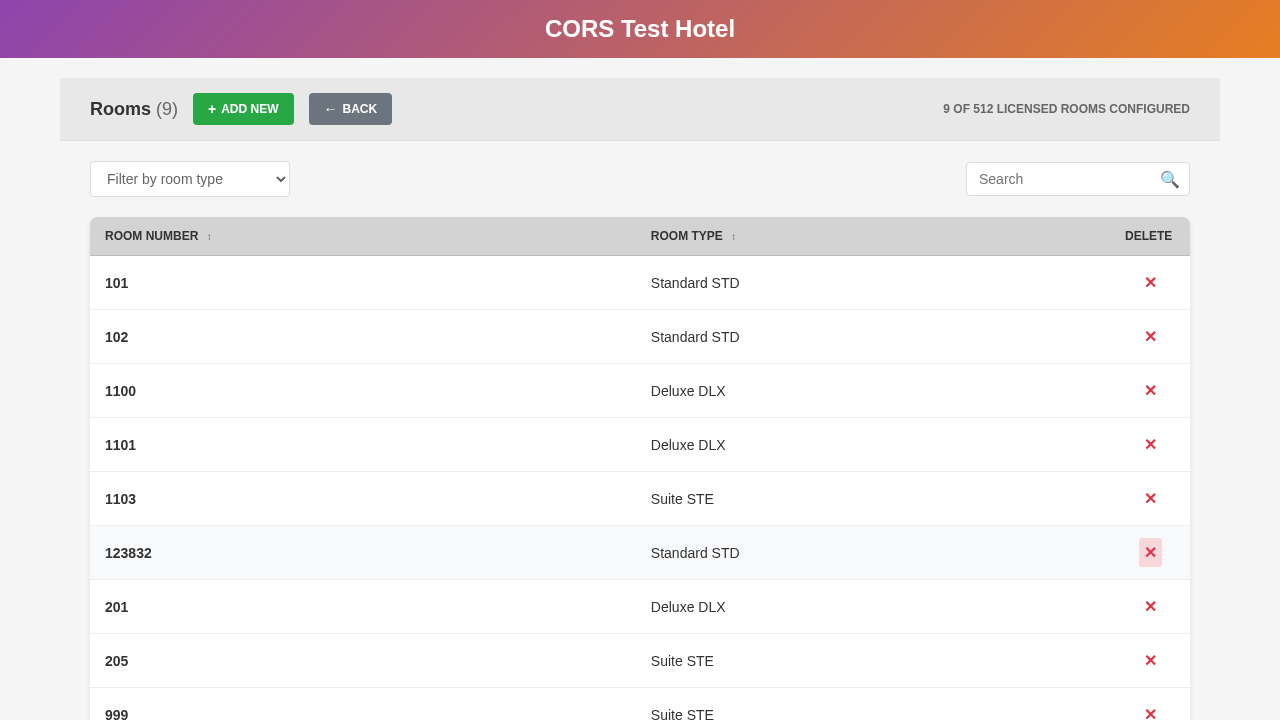 CORS Test Hotel
Rooms (9)
+ ADD NEW
← BACK
9 OF 512 LICENSED ROOMS CONFIGURED
Filter by room type
Search
ROOM NUMBER ↕ ROOM TYPE ↕ DELETE
101 Standard STD ✕
102 Standard STD ✕
1100 Deluxe DLX ✕
1101 Deluxe DLX ✕
1103 Suite STE ✕
123832 Standard STD ✕
201 Deluxe DLX ✕
205 Suite STE ✕
999 Suite STE ✕